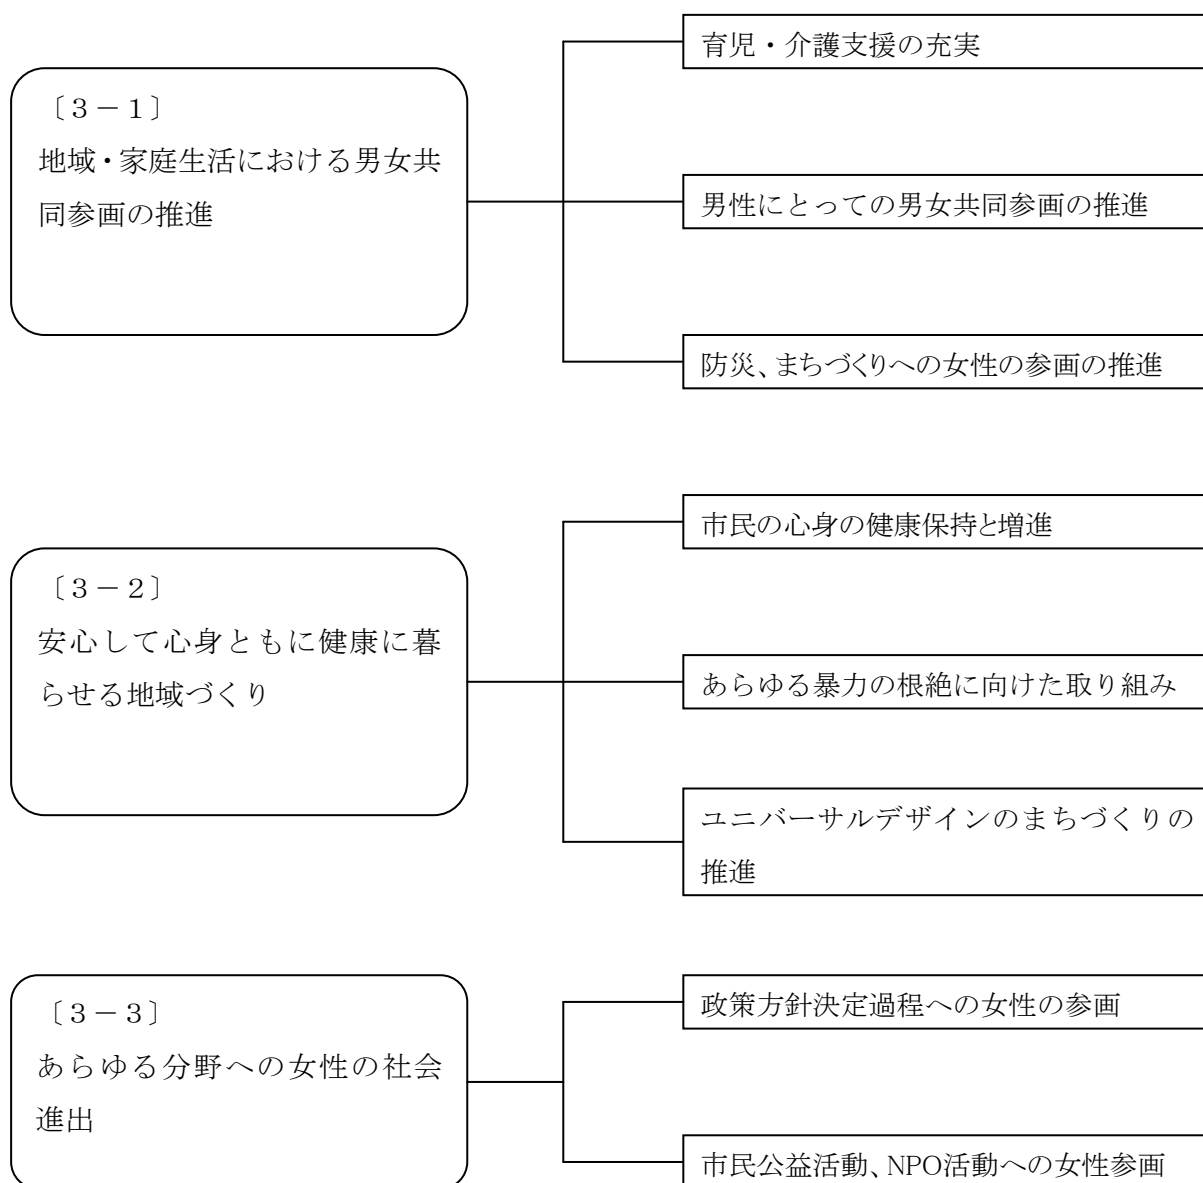 〔３－１〕
地域・家庭生活における男女共
同参画の推進
育児・介護支援の充実
男性にとっての男女共同参画の推進
防災、まちづくりへの女性の参画の推進
〔３－２〕
安心して心身ともに健康に暮
らせる地域づくり
市民の心身の健康保持と増進
あらゆる暴力の根絶に向けた取り組み
ユニバーサルデザインのまちづくりの
推進
〔３－３〕
あらゆる分野への女性の社会
進出
政策方針決定過程への女性の参画
市民公益活動、NPO活動への女性参画